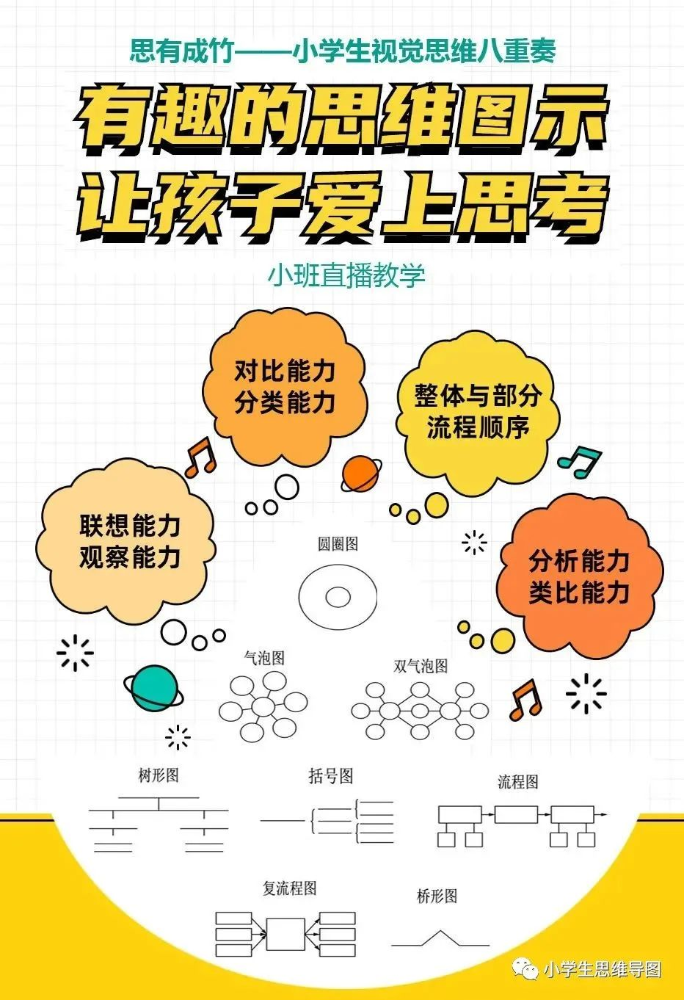 思有成竹——小学生视觉思维八重奏
有趣的思维图示
让孩子爱上思考
小班直播教学
对比能力
分类能力
整体与部分
流程顺序
联想能力
观察能力
分析能力
类比能力
圆圈图
气泡图
双气泡图
树形图
括号图
流程图
复流程图
桥形图
小学生思维导图